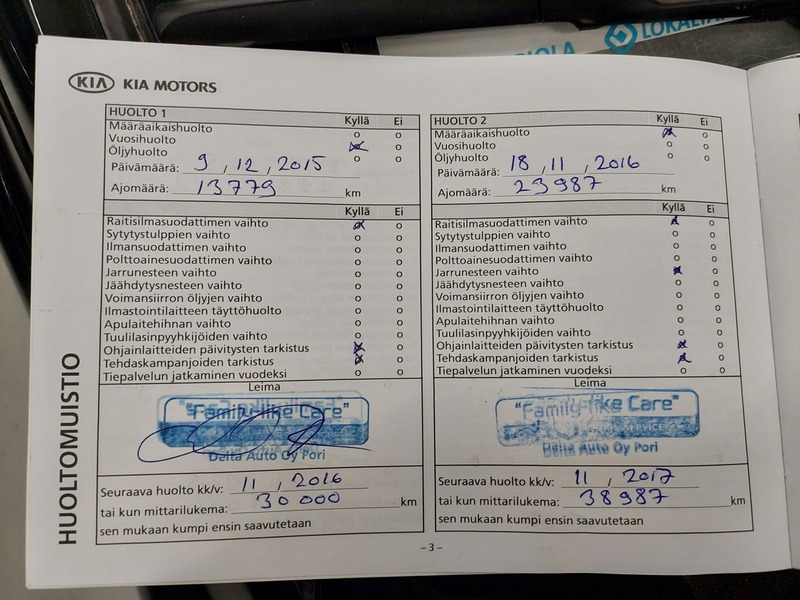 LOKALTA
OLA
KIA KIA MOTORS
HUOLTOMUISTIO
HUOLTO 1 Kyllä Ei
Määräaikaishuolto o o
Vuosihuolto x o
Öljyhuolto o o
Päivämäärä: 9 , 12 , 2015
Ajomäärä: 13779 km
Kyllä Ei
Raitisilmasuodattimen vaihto x o
Sytytystulppien vaihto o o
Ilmansuodattimen vaihto o o
Polttoainesuodattimen vaihto o o
Jarrunesteen vaihto o o
Jäähdytysnesteen vaihto o o
Voimansiirron öljyjen vaihto o o
Ilmastointilaitteen täyttöhuolto o o
Apulaitehihnan vaihto o o
Tuulilasinpyyhkijöiden vaihto o o
Ohjainlaitteiden päivitysten tarkistus x o
Tehdaskampanjoiden tarkistus x o
Tiepalvelun jatkaminen vuodeksi o o
Leima
"Family-like Care"
Delta Auto Oy Pori
Seuraava huolto kk/v: 11 , 2016
tai kun mittarilukema: 30 000 km
sen mukaan kumpi ensin saavutetaan
HUOLTO 2 Kyllä Ei
Määräaikaishuolto x o
Vuosihuolto o o
Öljyhuolto o o
Päivämäärä: 18 , 11 , 2016
Ajomäärä: 23987 km
Kyllä Ei
Raitisilmasuodattimen vaihto x o
Sytytystulppien vaihto o o
Ilmansuodattimen vaihto o o
Polttoainesuodattimen vaihto o o
Jarrunesteen vaihto x o
Jäähdytysnesteen vaihto o o
Voimansiirron öljyjen vaihto o o
Ilmastointilaitteen täyttöhuolto o o
Apulaitehihnan vaihto o o
Tuulilasinpyyhkijöiden vaihto o o
Ohjainlaitteiden päivitysten tarkistus x o
Tehdaskampanjoiden tarkistus x o
Tiepalvelun jatkaminen vuodeksi o o
Leima
"Family-like Care"
SERVICE
Delta Auto Oy Pori
Seuraava huolto kk/v: 11 , 2017
tai kun mittarilukema: 38987 km
sen mukaan kumpi ensin saavutetaan
- 3 -